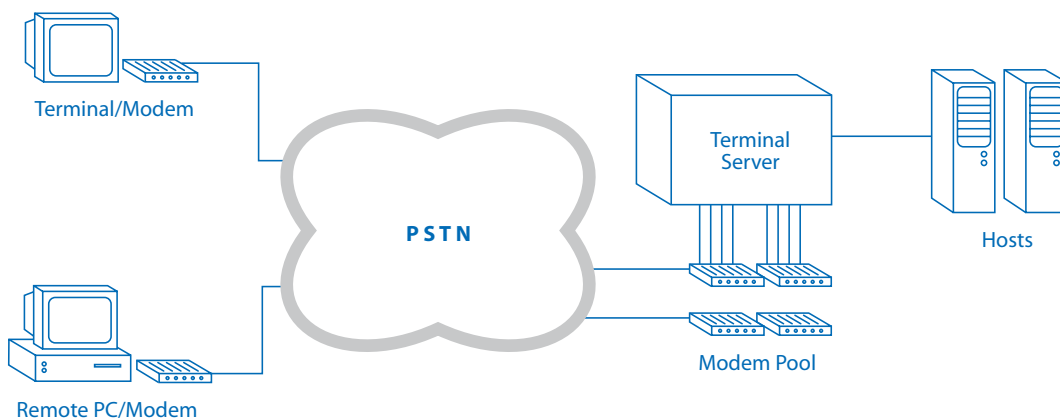 Terminal/Modem
Terminal
Server
PSTN
Hosts
Modem Pool
Remote PC/Modem